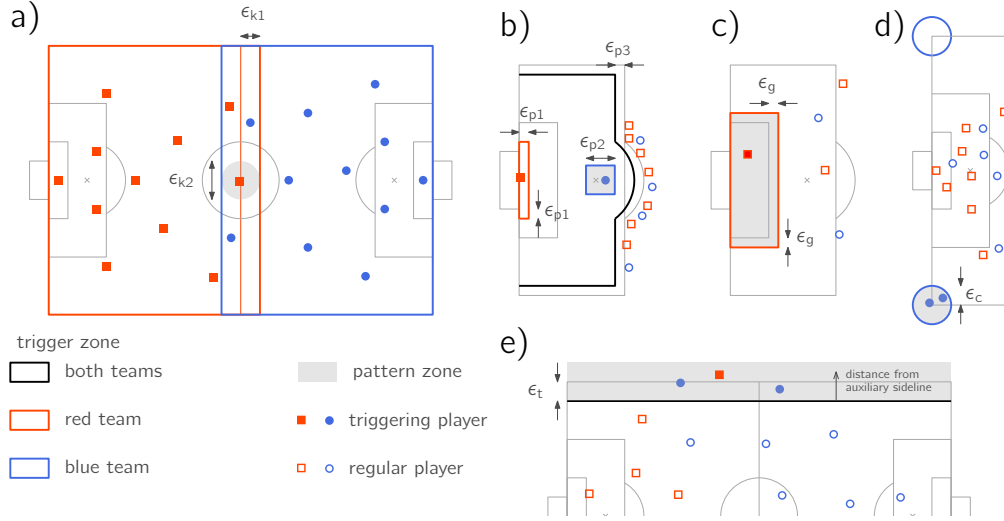 a)
ϵk1
ϵk2
b)
ϵp3
ϵp1
ϵp2
ϵp1
c)
ϵg
ϵg
d)
ϵc
trigger zone
both teams
pattern zone
red team
triggering player
blue team
regular player
e)
ϵt
distance from
auxiliary sideline